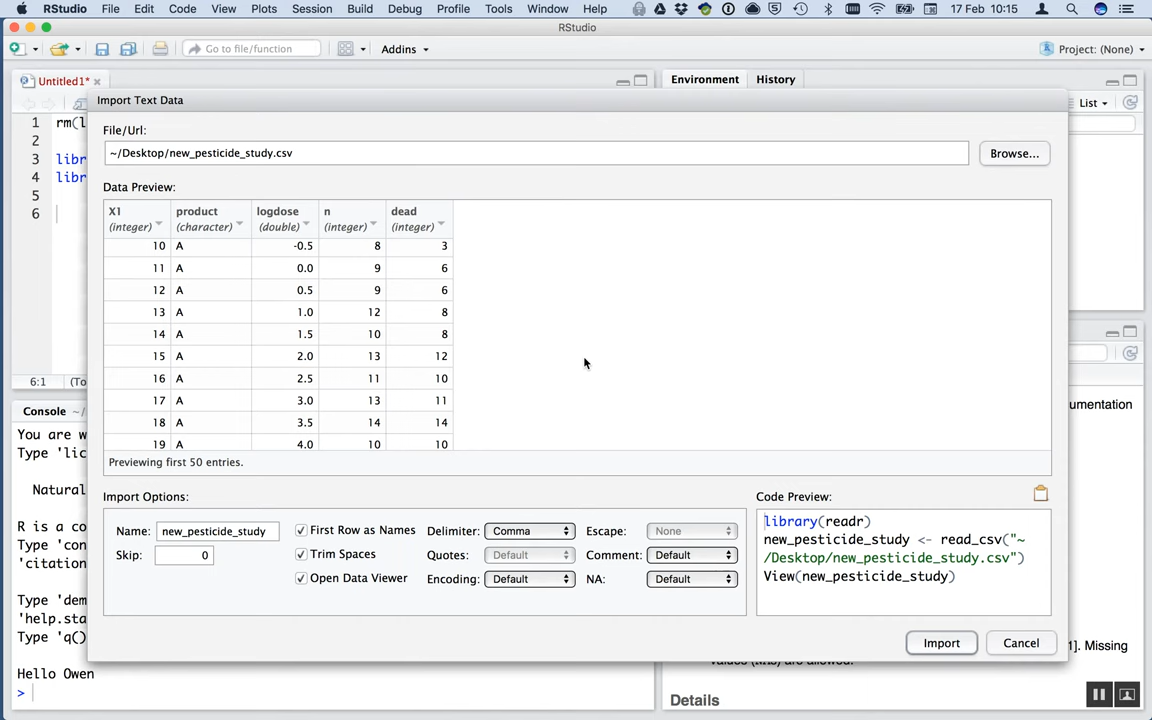 RStudio File Edit Code View Plots Session Build Debug Profile Tools Window Help 17 Feb 10:15
RStudio
Go to file/function Addins Project: (None)
Untitled1* Environment History
Import Text Data
List
File/Url:
~/Desktop/new_pesticide_study.csv Browse...
Data Preview:
X1 product logdose n dead
(integer) (character) (double) (integer) (integer)
10 A -0.5 8 3
11 A 0.0 9 6
12 A 0.5 9 6
13 A 1.0 12 8
14 A 1.5 10 8
15 A 2.0 13 12
16 A 2.5 11 10
17 A 3.0 13 11
18 A 3.5 14 14
19 A 4.0 10 10
Previewing first 50 entries.
Import Options:
Name: new_pesticide_study First Row as Names Delimiter: Comma Escape: None
Skip: 0 Trim Spaces Quotes: Default Comment: Default
Open Data Viewer Encoding: Default NA: Default
Code Preview:
library(readr)
new_pesticide_study <- read_csv("~
/Desktop/new_pesticide_study.csv")
View(new_pesticide_study)
Import Cancel
1 rm(l
2
3 libr
4 libr
5
6
6:1 (To
Console ~/
You are w
Type 'lic
Natural
R is a co
Type 'con
'citation
Type 'dem
'help.sta
Type 'q()
Hello Owen
>
umentation
]. Missing
values (NAs) are allowed.
Details